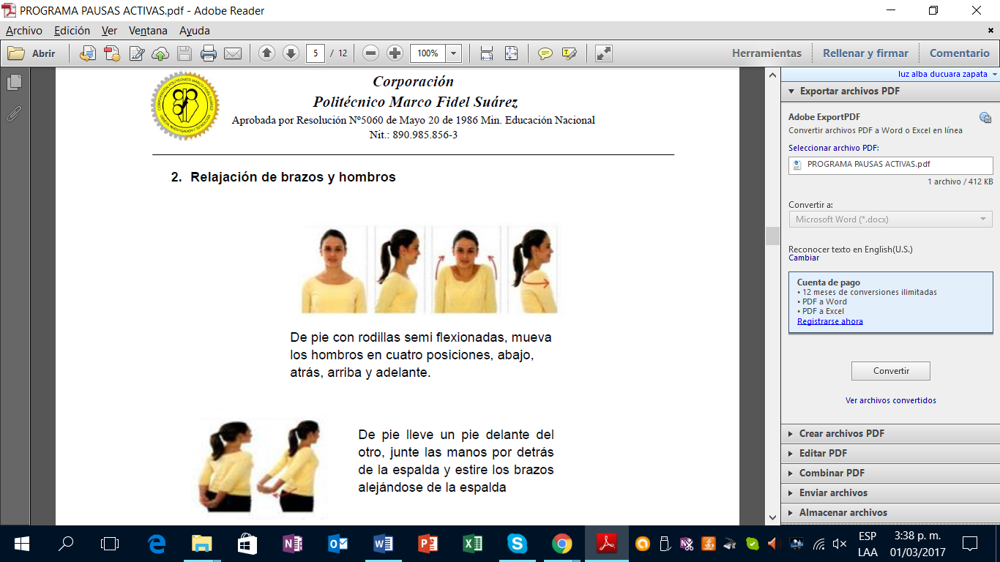 PROGRAMA PAUSAS ACTIVAS.pdf - Adobe Reader
Archivo Edición Ver Ventana Ayuda
Abrir 5 / 12 100% Herramientas Rellenar y firmar Comentario
luz alba ducuara zapata
Corporación
Politécnico Marco Fidel Suárez
Aprobada por Resolución Nº5060 de Mayo 20 de 1986 Min. Educación Nacional
Nit.: 890.985.856-3
2. Relajación de brazos y hombros
De pie con rodillas semi flexionadas, mueva
los hombros en cuatro posiciones, abajo,
atrás, arriba y adelante.
De pie lleve un pie delante del
otro, junte las manos por detrás
de la espalda y estire los brazos
alejándose de la espalda
Exportar archivos PDF
Adobe ExportPDF
Convertir archivos PDF a Word o Excel en línea
Seleccionar archivo PDF:
PROGRAMA PAUSAS ACTIVAS.pdf
1 archivo / 412 KB
Convertir a:
Microsoft Word (*.docx)
Reconocer texto en English(U.S.)
Cambiar
Cuenta de pago
• 12 meses de conversiones ilimitadas
• PDF a Word
• PDF a Excel
Registrarse ahora
Convertir
Ver archivos convertidos
Crear archivos PDF
Editar PDF
Combinar PDF
Enviar archivos
Almacenar archivos
ESP
LAA
3:38 p. m.
01/03/2017